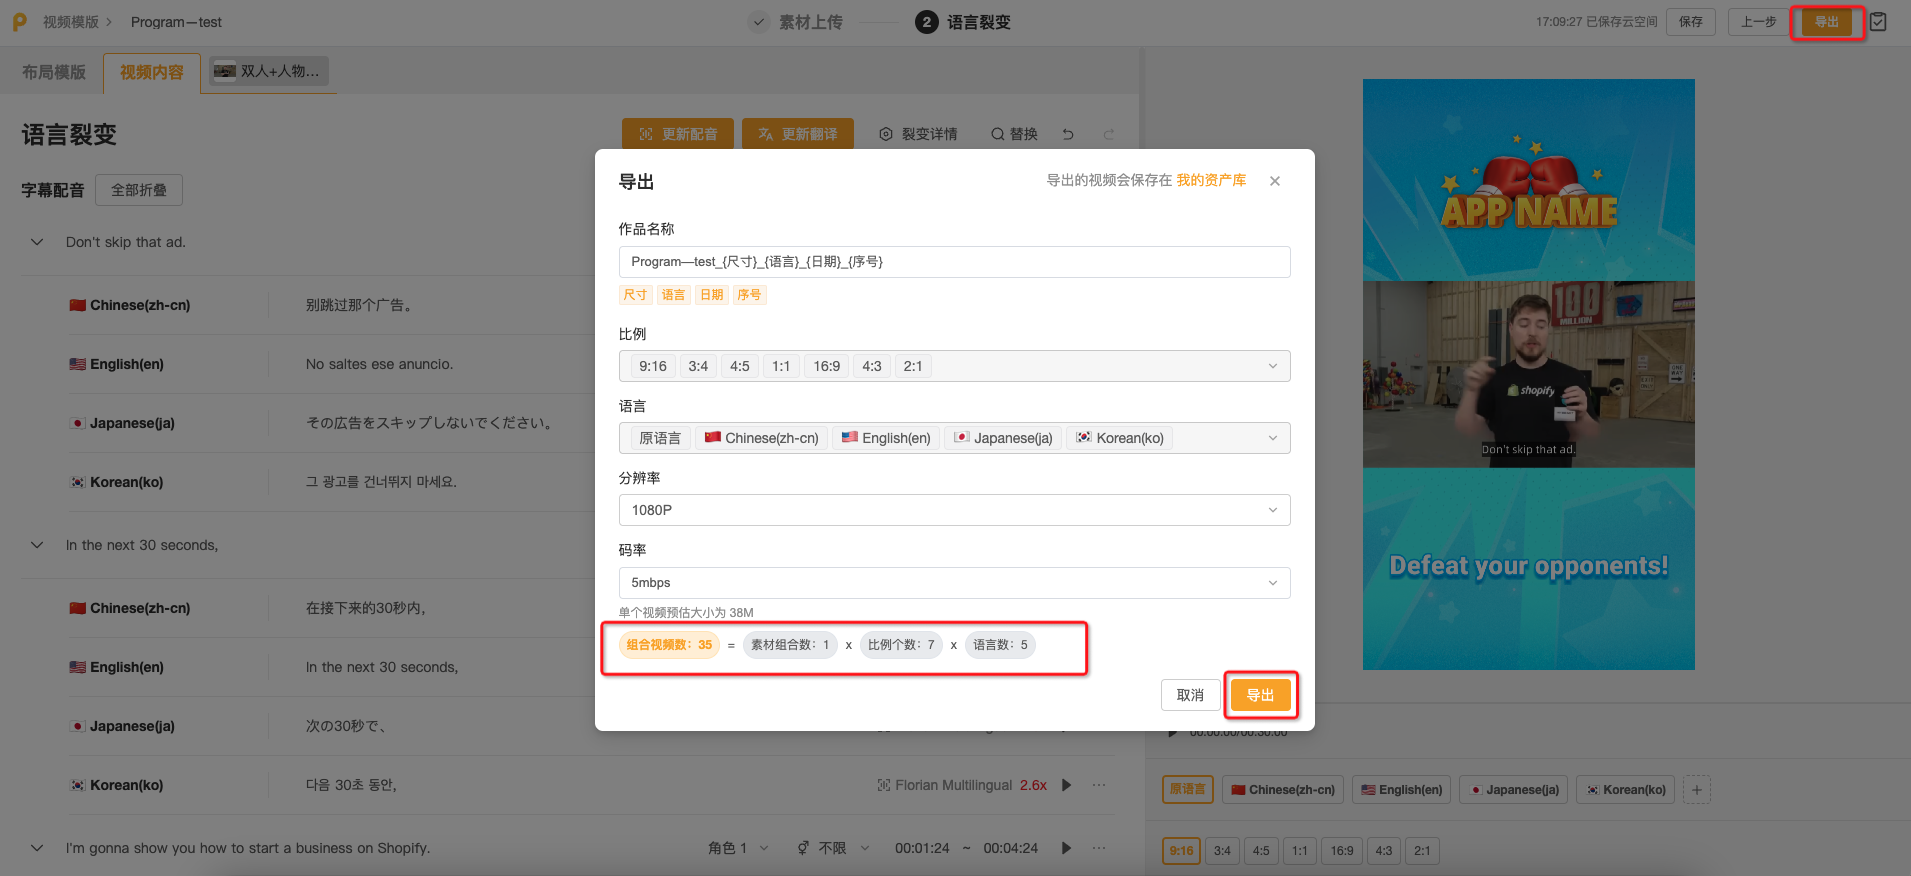 视频模版 > Program—test
素材上传
2 语言裂变
17:09:27 已保存云空间 保存 上一步 导出
布局模版 视频内容 双人+人物...
语言裂变
更新配音 更新翻译 裂变详情 替换
字幕配音 全部折叠
Don't skip that ad.
Chinese(zh-cn) 别跳过那个广告。
English(en) No saltes ese anuncio.
Japanese(ja) その広告をスキップしないでください。
Korean(ko) 그 광고를 건너뛰지 마세요.
In the next 30 seconds,
Chinese(zh-cn) 在接下来的30秒内,
English(en) In the next 30 seconds,
Japanese(ja) 次の30秒で、
Korean(ko) 다음 30초 동안, Florian Multilingual 2.6x
I'm gonna show you how to start a business on Shopify. 角色 1 不限 00:01:24 ~ 00:04:24
导出
导出的视频会保存在 我的资产库
作品名称
Program—test_{尺寸}_{语言}_{日期}_{序号}
尺寸 语言 日期 序号
比例
9:16 3:4 4:5 1:1 16:9 4:3 2:1
语言
原语言 Chinese(zh-cn) English(en) Japanese(ja) Korean(ko)
分辨率
1080P
码率
5mbps
单个视频预估大小为 38M
组合视频数: 35 = 素材组合数: 1 x 比例个数: 7 x 语言数: 5
取消 导出
APP NAME
100
MILLION
shopify
Don't skip that ad.
Defeat your opponents!
00:00:00/00:30:00
原语言 Chinese(zh-cn) English(en) Japanese(ja) Korean(ko) +
9:16 3:4 4:5 1:1 16:9 4:3 2:1